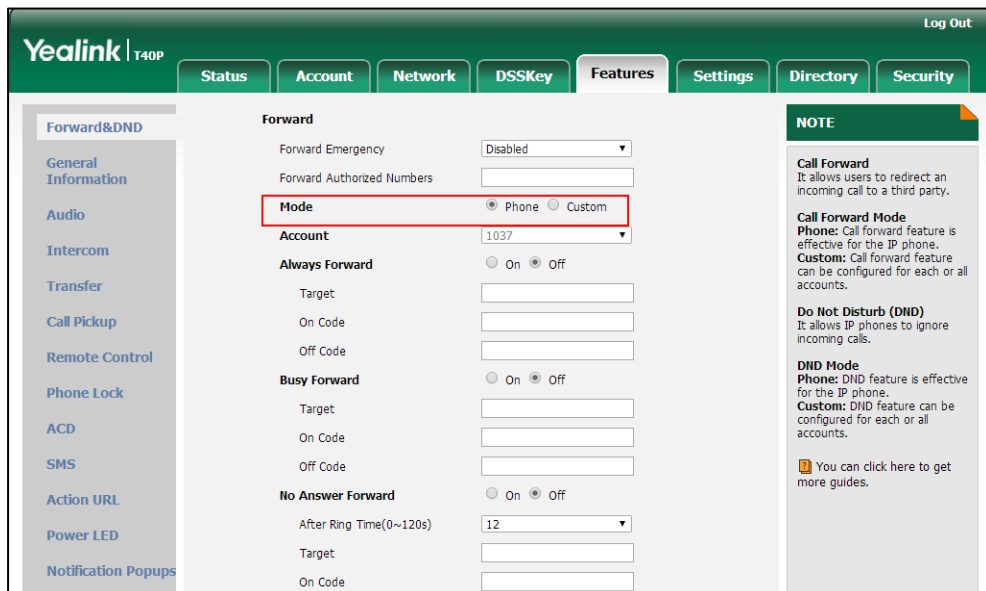 Log Out
Yealink T40P
Status Account Network DSSKey Features Settings Directory Security
Forward&DND
General
Information
Audio
Intercom
Transfer
Call Pickup
Remote Control
Phone Lock
ACD
SMS
Action URL
Power LED
Notification Popups
Forward
Forward Emergency Disabled
Forward Authorized Numbers
Mode Phone Custom
Account 1037
Always Forward On Off
Target
On Code
Off Code
Busy Forward On Off
Target
On Code
Off Code
No Answer Forward On Off
After Ring Time(0~120s) 12
Target
On Code
NOTE
Call Forward
It allows users to redirect an
incoming call to a third party.
Call Forward Mode
Phone: Call forward feature is
effective for the IP phone.
Custom: Call forward feature
can be configured for each or all
accounts.
Do Not Disturb (DND)
It allows IP phones to ignore
incoming calls.
DND Mode
Phone: DND feature is effective
for the IP phone.
Custom: DND feature can be
configured for each or all
accounts.
? You can click here to get
more guides.